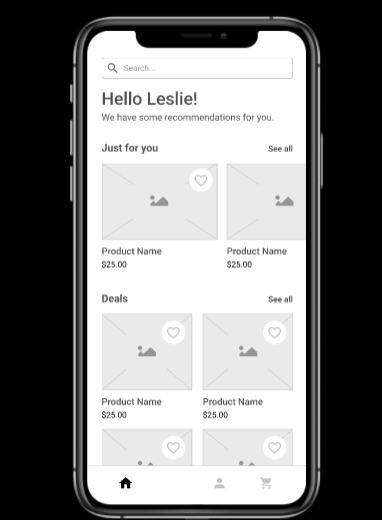 Search...
Hello Leslie!
We have some recommendations for you.
Just for you See all
Product Name Product Name
$25.00 $25.00
Deals See all
Product Name Product Name
$25.00 $25.00